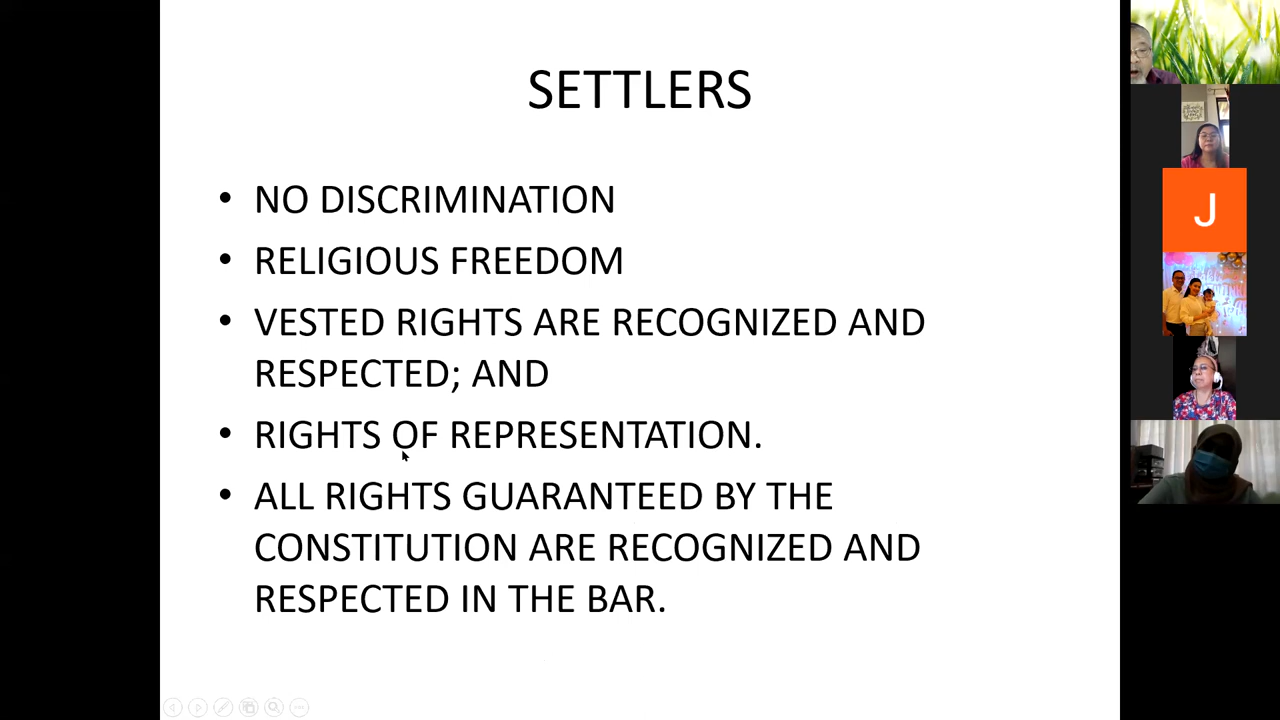 SETTLERS
• NO DISCRIMINATION
• RELIGIOUS FREEDOM
• VESTED RIGHTS ARE RECOGNIZED AND
RESPECTED; AND
• RIGHTS OF REPRESENTATION.
• ALL RIGHTS GUARANTEED BY THE
CONSTITUTION ARE RECOGNIZED AND
RESPECTED IN THE BAR.
J